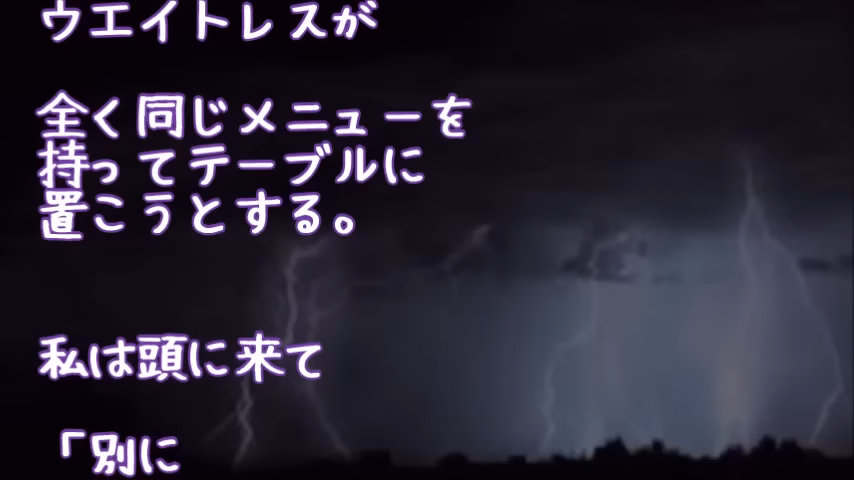 ウエイトレスが
全く同じメニューを
持ってテーブルに
置こうとする。
私は頭に来て
「別に